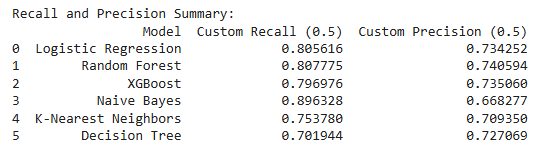 Recall and Precision Summary:
Model Custom Recall (0.5) Custom Precision (0.5)
0 Logistic Regression 0.805616 0.734252
1 Random Forest 0.807775 0.740594
2 XGBoost 0.796976 0.735060
3 Naive Bayes 0.896328 0.668277
4 K-Nearest Neighbors 0.753780 0.709350
5 Decision Tree 0.701944 0.727069